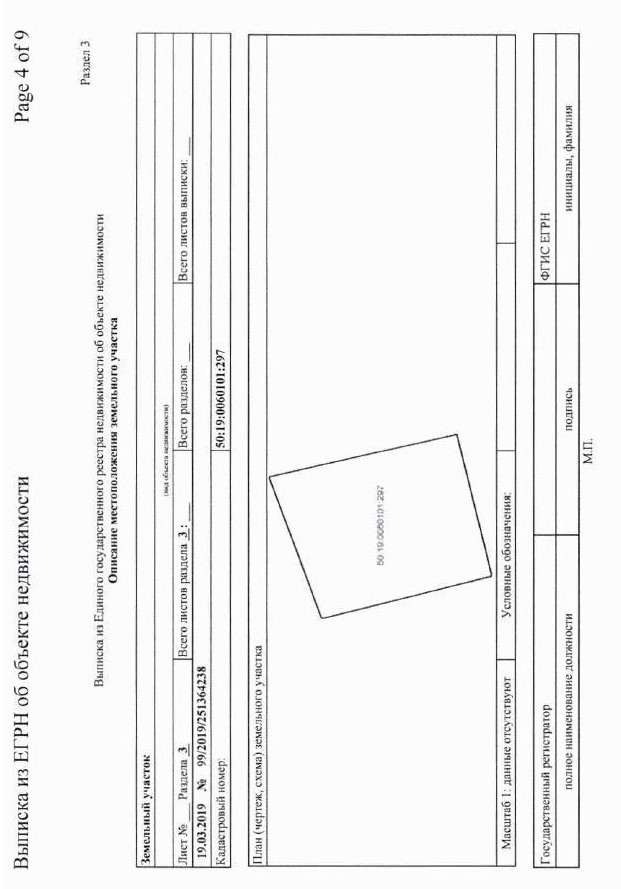 Выписка из ЕГРН об объекте недвижимости Page 4 of 9
Раздел 3
Выписка из Единого государственного реестра недвижимости об объекте недвижимости
Описание местоположения земельного участка
Земельный участок
(вид объекта недвижимости)
Лист № ___ Раздела 3 Всего листов раздела 3 : ___ Всего разделов: ___ Всего листов выписки: ___
19.03.2019 № 99/2019/251364238
Кадастровый номер: 50:19:0060101:297
План (чертеж, схема) земельного участка
50:19:0060101:297
Масштаб 1: данные отсутствуют Условные обозначения:
Государственный регистратор ФГИС ЕГРН
полное наименование должности подпись инициалы, фамилия
М.П.